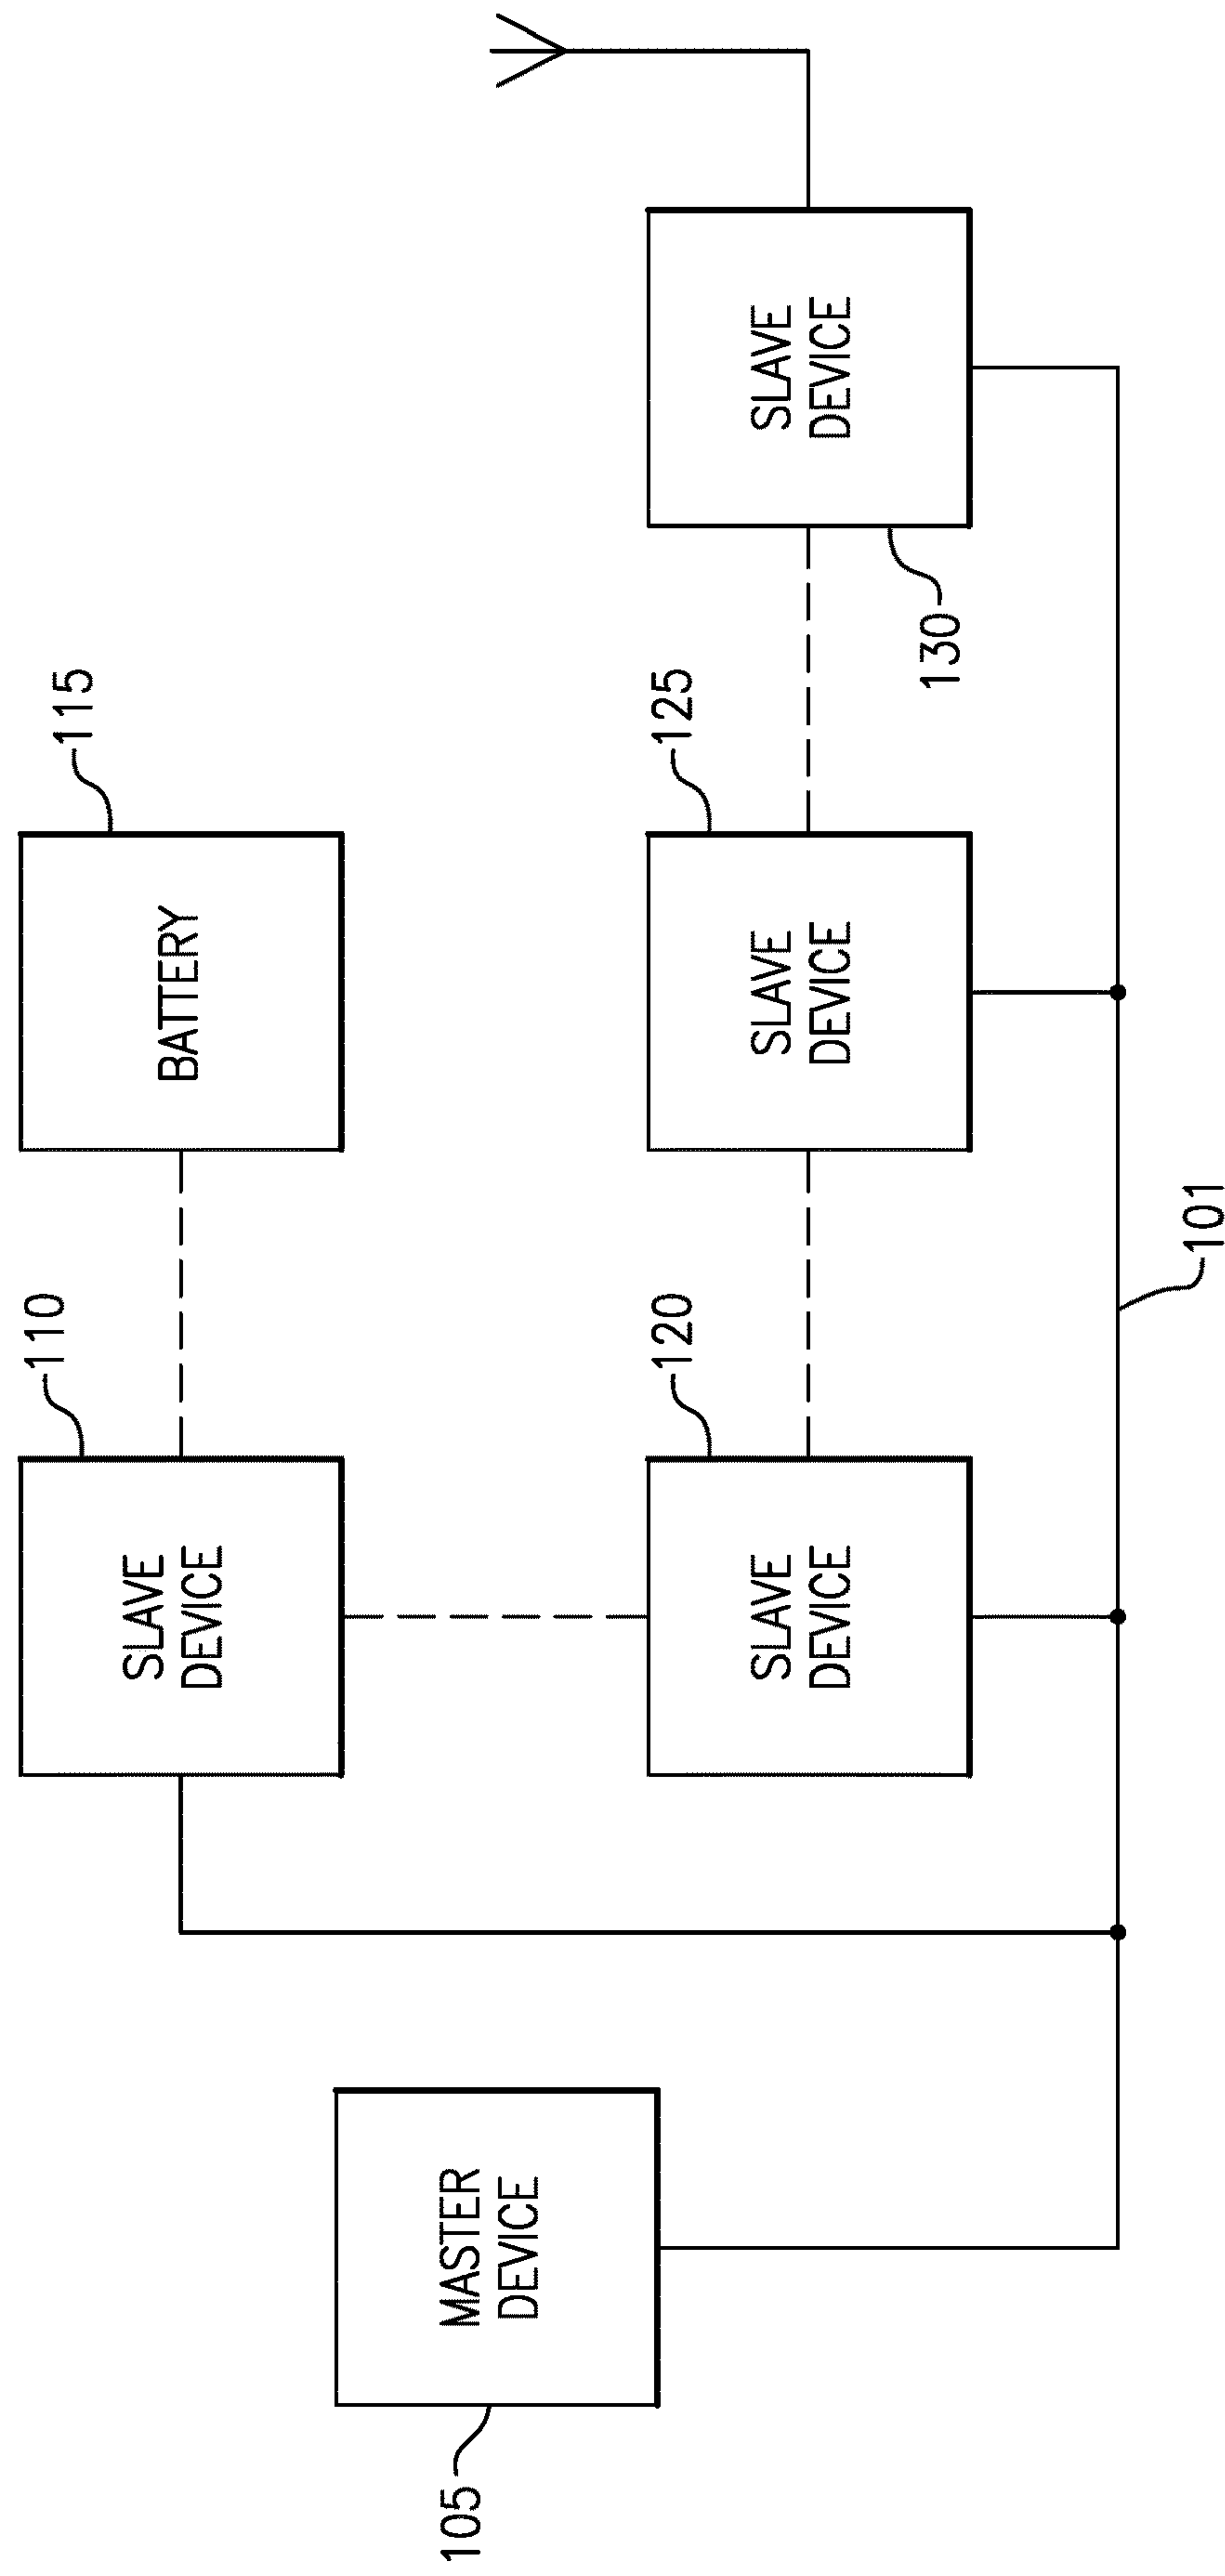 110
115
SLAVE
DEVICE
BATTERY
MASTER
DEVICE
105
120
125
SLAVE
DEVICE
SLAVE
DEVICE
SLAVE
DEVICE
130
101